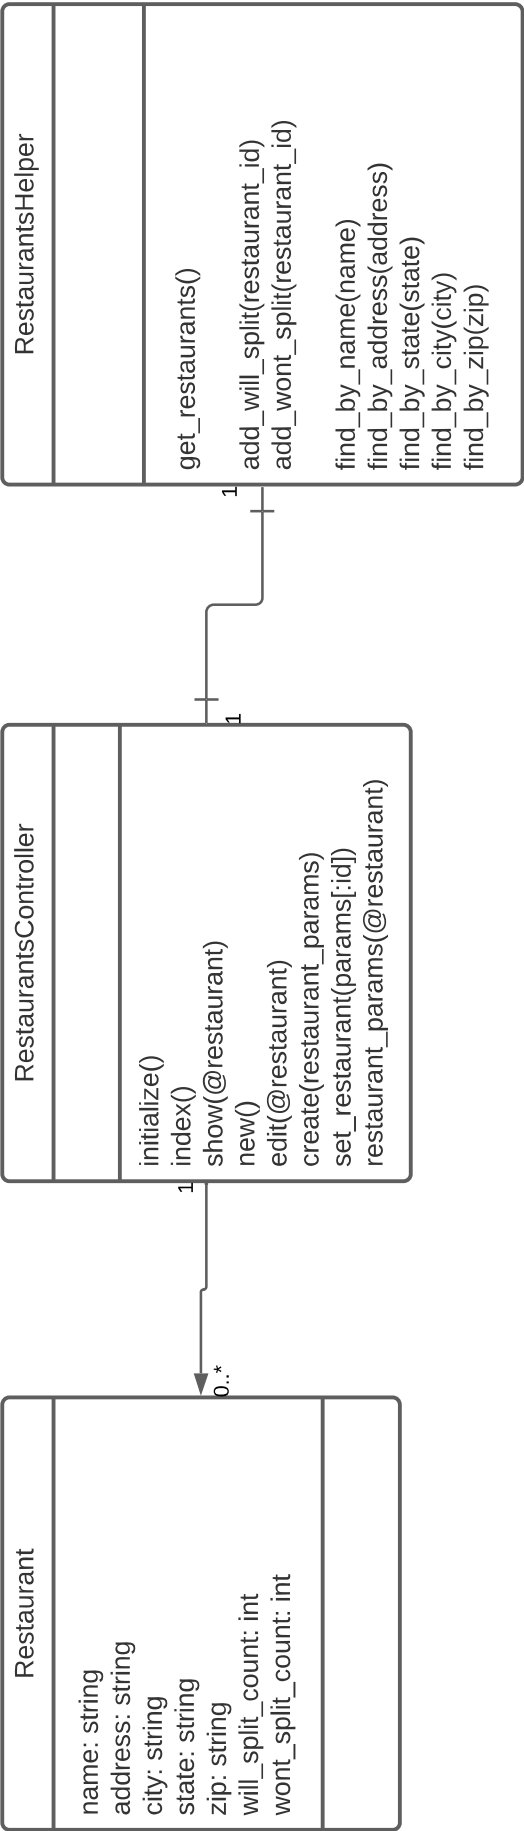 Restaurant
name: string
address: string
city: string
state: string
zip: string
will_split_count: int
wont_split_count: int
0..*
1
RestaurantsController
initialize()
index()
show(@restaurant)
new()
edit(@restaurant)
create(restaurant_params)
set_restaurant(params[:id])
restaurant_params(@restaurant)
1
1
RestaurantsHelper
get_restaurants()
add_will_split(restaurant_id)
add_wont_split(restaurant_id)
find_by_name(name)
find_by_address(address)
find_by_state(state)
find_by_city(city)
find_by_zip(zip)